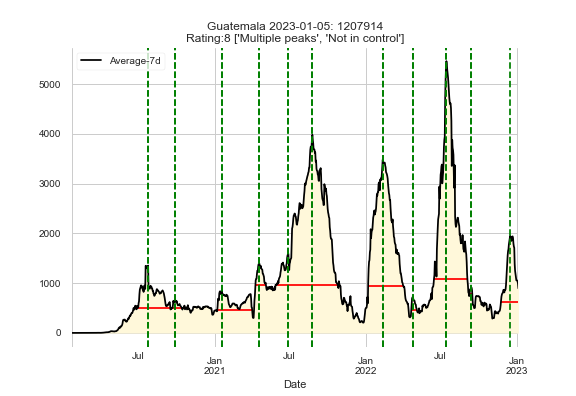 Guatemala 2023-01-05: 1207914
Rating:8 ['Multiple peaks', 'Not in control']
Average-7d
5000
4000
3000
2000
1000
0
Jul
Jan
2021
Jul
Jan
2022
Jul
Jan
2023
Date